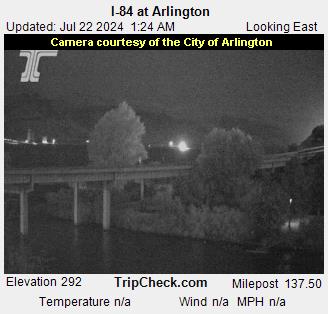 I-84 at Arlington
Updated: Jul 22 2024 1:24 AM Looking East
Camera courtesy of the City of Arlington
Elevation 292 TripCheck.com Milepost 137.50
Temperature n/a Wind n/a MPH n/a